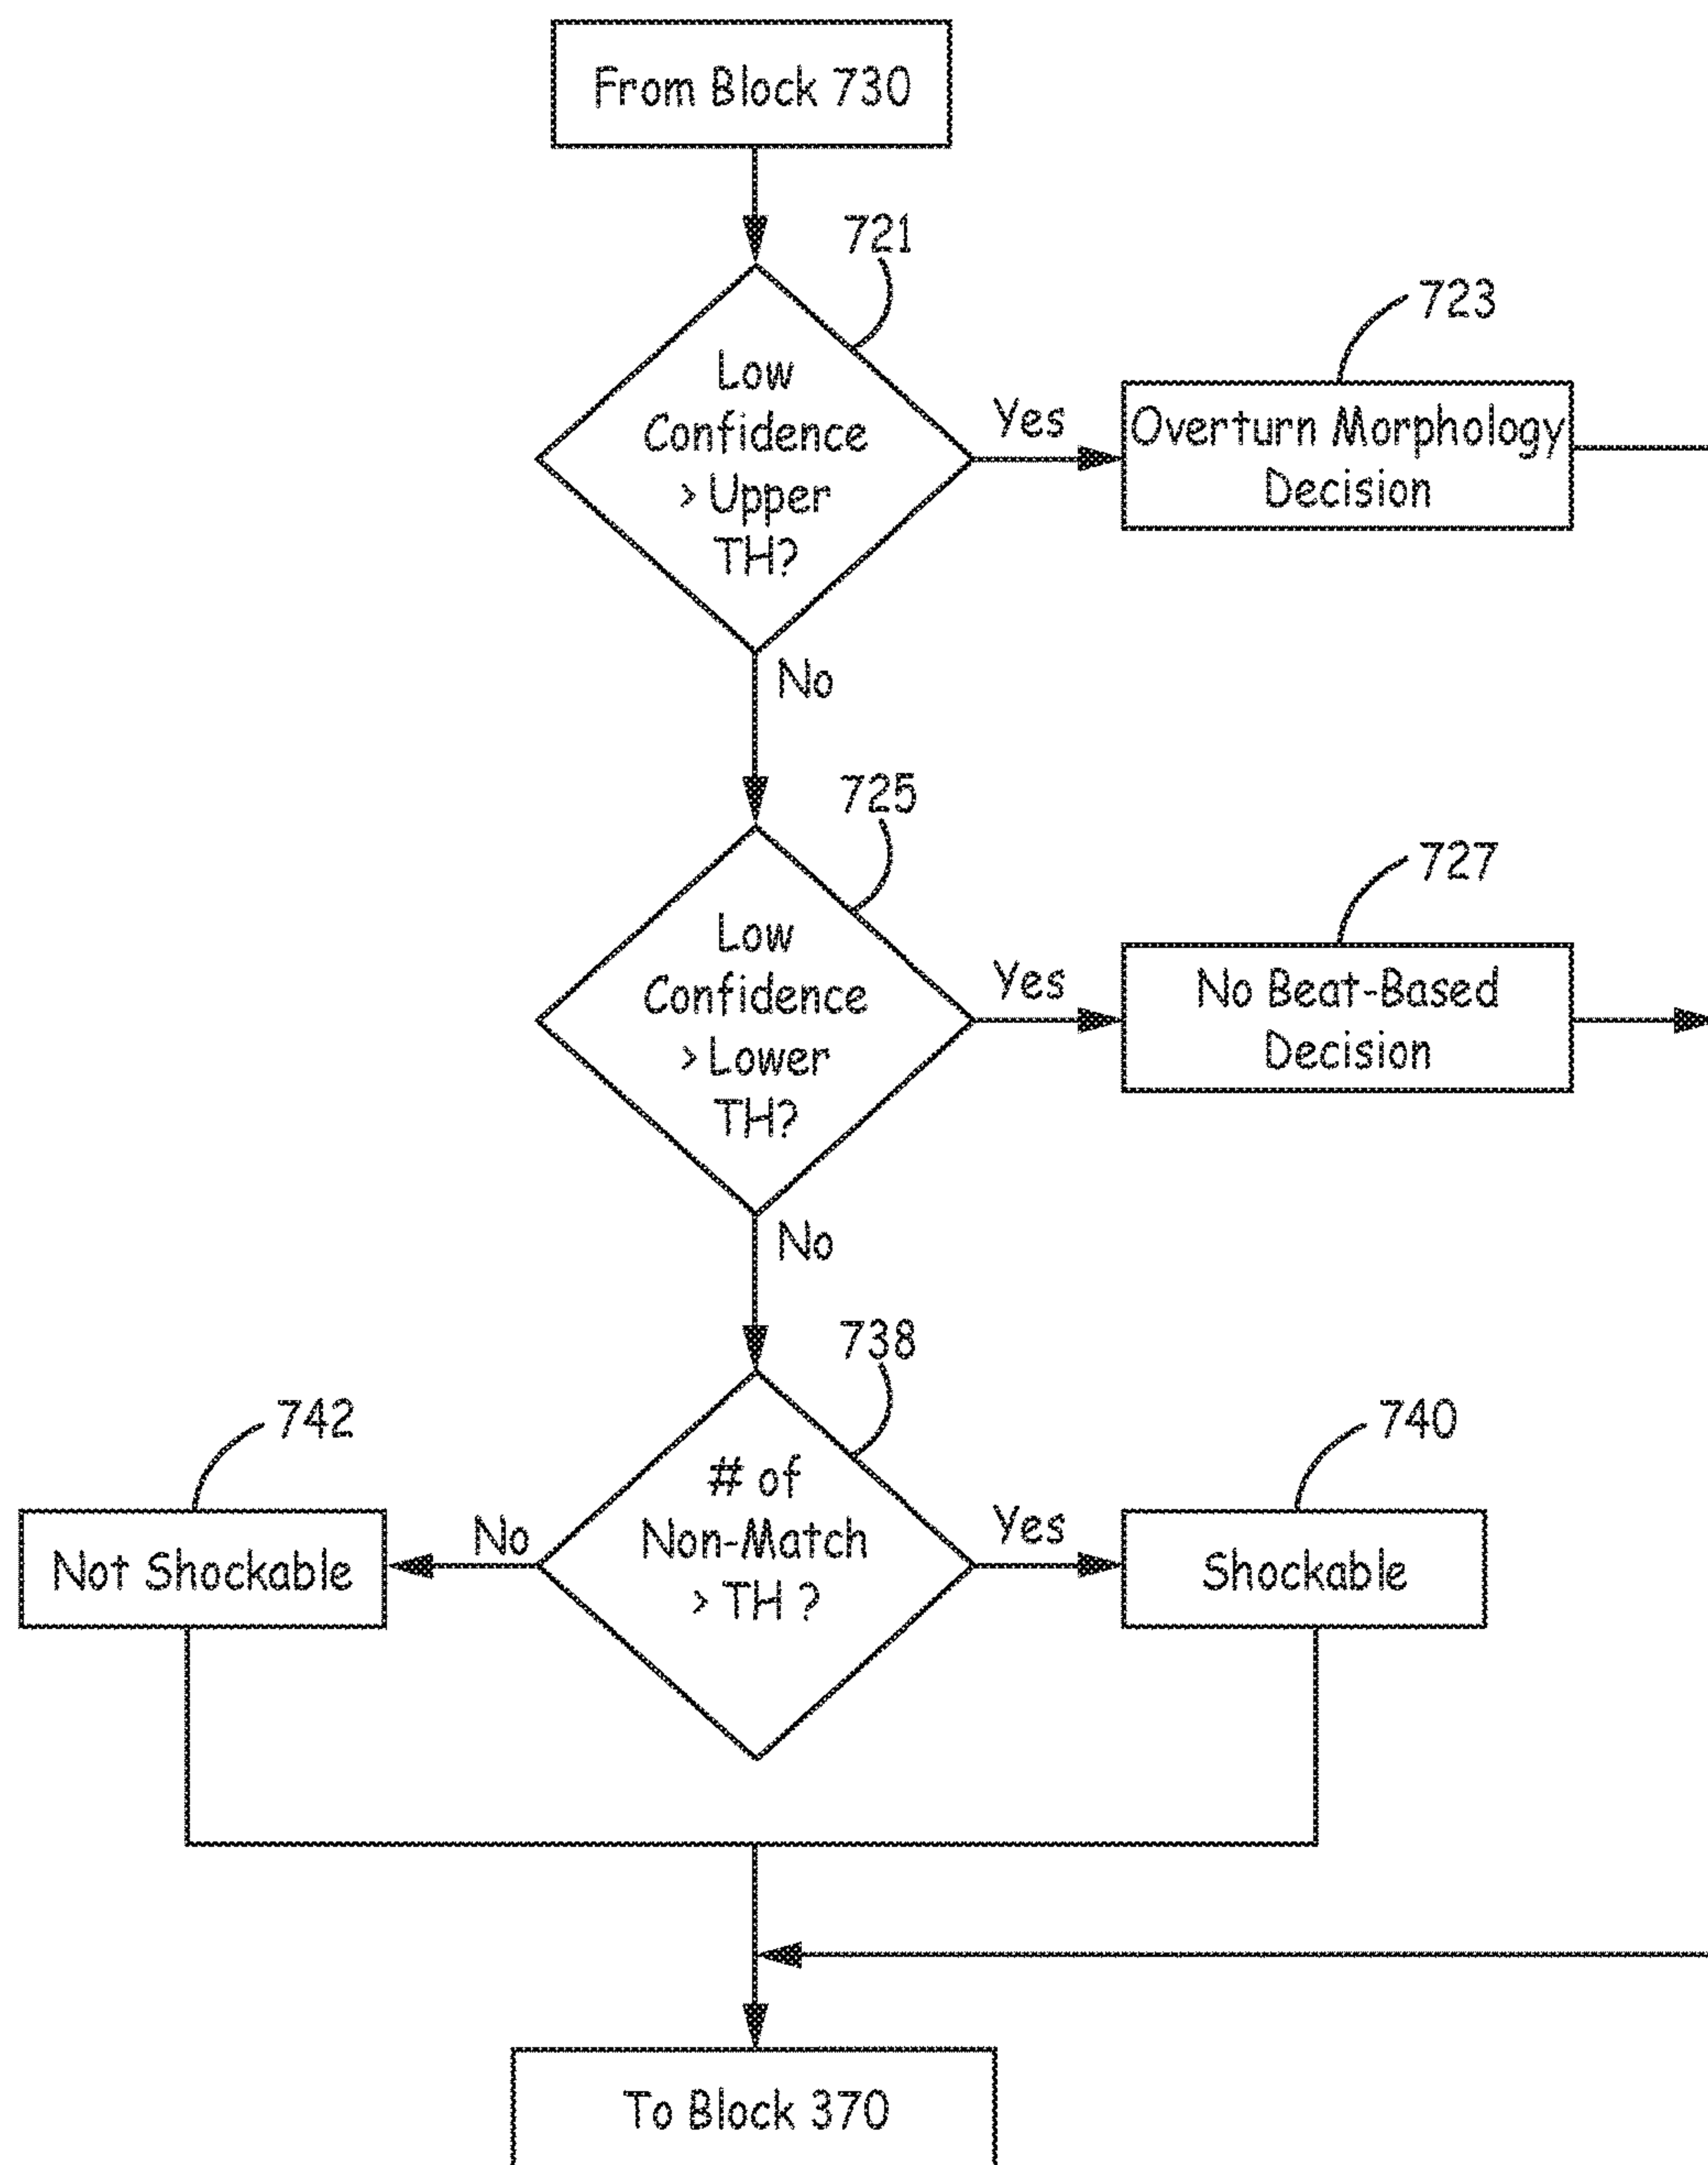 From Block 730
721
Low
Confidence
> Upper
TH?
Yes
723
Overturn Morphology
Decision
No
725
Low
Confidence
> Lower
TH?
Yes
727
No Beat-Based
Decision
No
738
# of
Non-Match
> TH ?
No
742
Not Shockable
Yes
740
Shockable
To Block 370